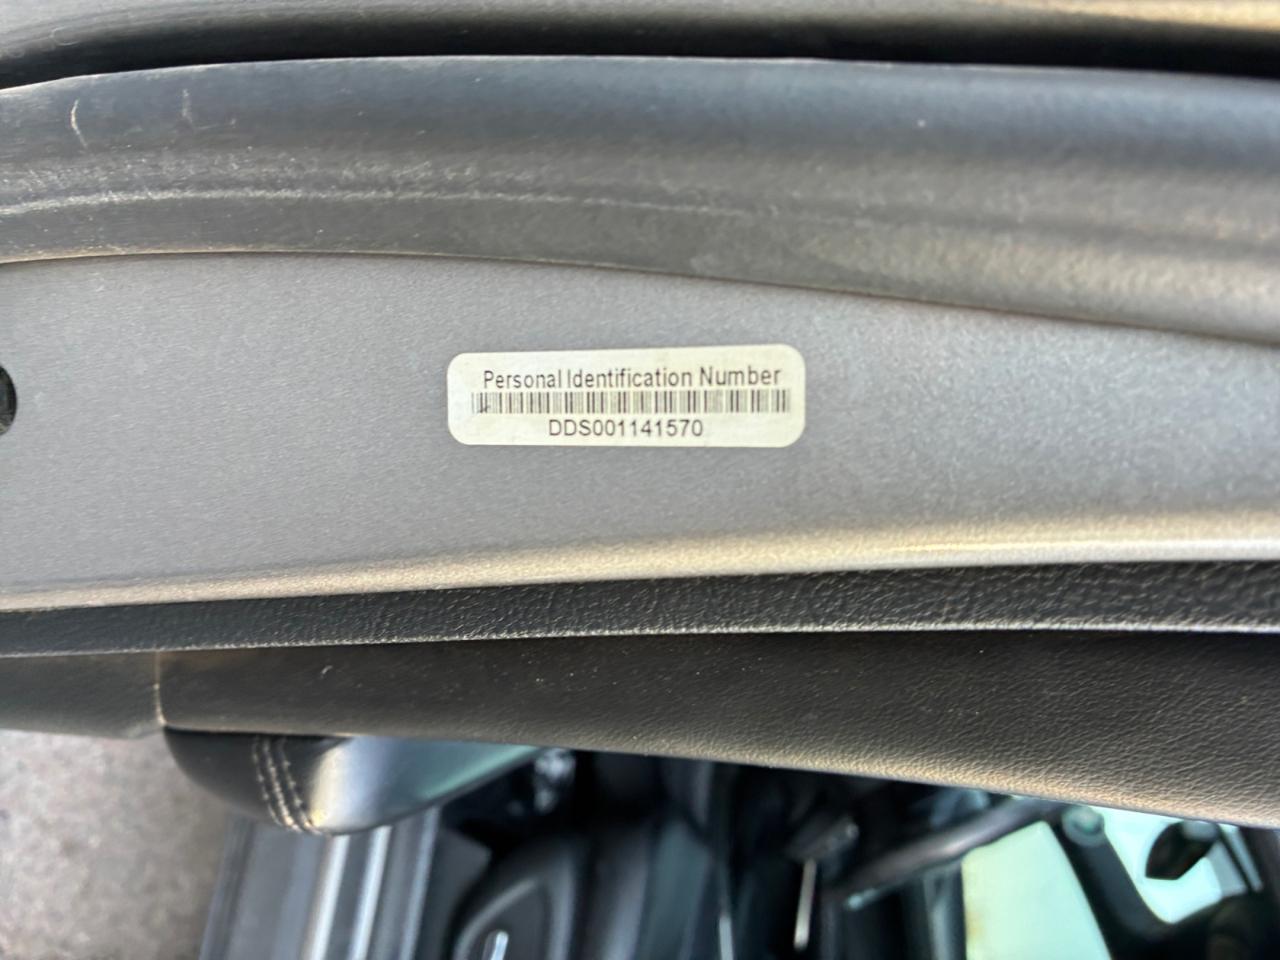 Personal Identification Number
DDS001141570